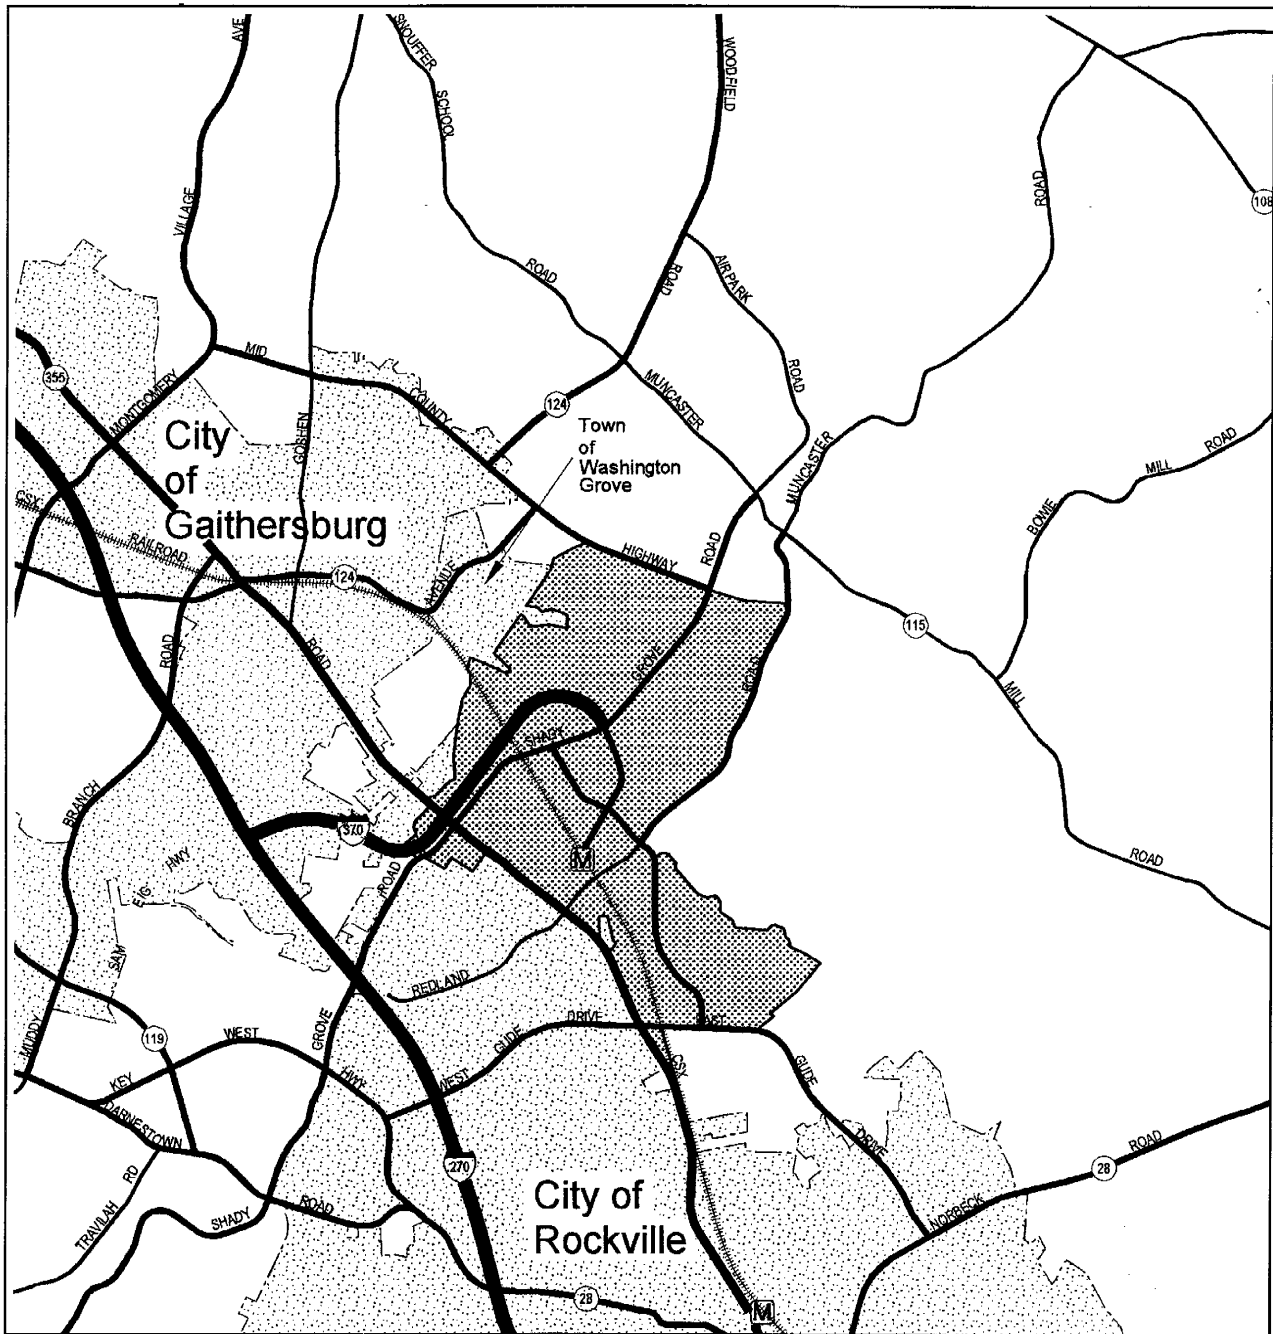 AVE
SNOUFFER
WOODFIELD
SCHOOL
ROAD
108
VILLAGE
ROAD
ROAD
AIRPARK
MID
355
MONTGOMERY
COUNTY
124
MUNCASTER
ROAD
City
of
Gaithersburg
GOSHEN
Town
of
Washington
Grove
MUNCASTER
MILL
ROAD
BOWIE
CSX
RAILROAD
HIGHWAY
ROAD
124
AVENUE
115
ROAD
ROAD
GROVE
ROAD
MILL
SHADY
BRANCH
370
M
ROAD
HWY
EIG
SAM
ROAD
REDLAND
MUDDY
119
WEST
GROVE
GUDE
DRIVE
EAST
CSX
GUDE
KEY
HWY
WEST
DARNESTOWN
DRIVE
ROAD
28
270
TRAVILAH
RD
SHADY
ROAD
NORBECK
City of
Rockville
28
M